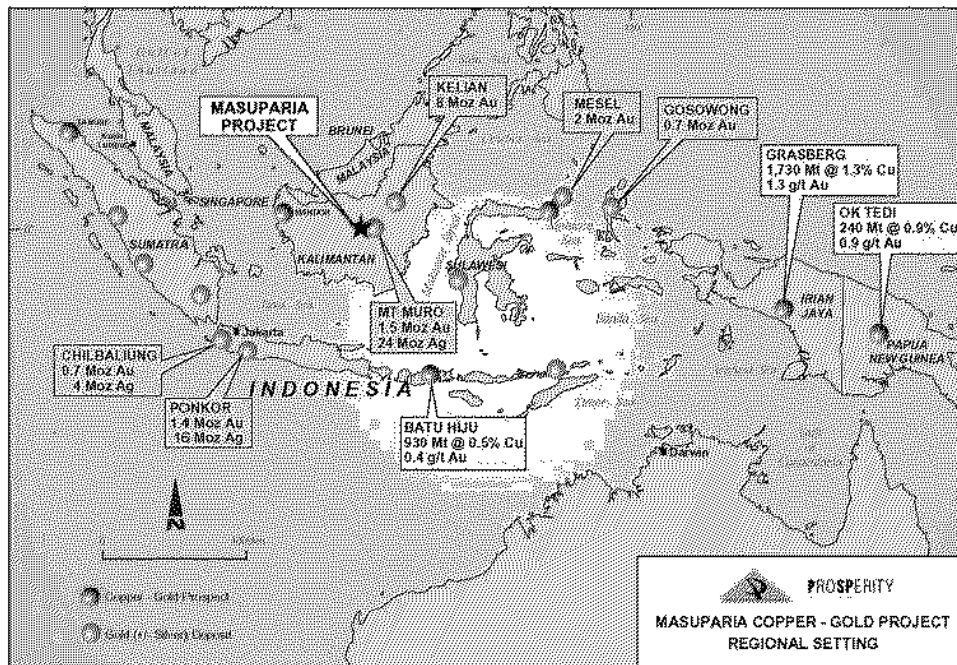 MASUPARIA
PROJECT
KELIAN
8 Moz Au
MESEL
2 Moz Au
GOSOWONG
0.7 Moz Au
GRASBERG
1,730 Mt @ 1.3% Cu
1.3 g/t Au
OK TEDI
240 Mt @ 0.9% Cu
0.9 g/t Au
BRUNEI
MALAYSIA
MALAYSIA
SINGAPORE
SUMATRA
KALIMANTAN
SULAWESI
IRIAN
JAYA
PAPUA
NEW GUINEA
MT MURO
1.5 Moz Au
24 Moz Ag
Jakarta
CHILBALIUNG
0.7 Moz Au
4 Moz Ag
INDONESIA
PONKOR
1.4 Moz Au
16 Moz Ag
BATU HIJU
930 Mt @ 0.5% Cu
0.4 g/t Au
Timor Sea
Darwin
N
0
Copper - Gold Prospect
Gold (+/- Silver) Deposit
PROSPERITY
MASUPARIA COPPER - GOLD PROJECT
REGIONAL SETTING